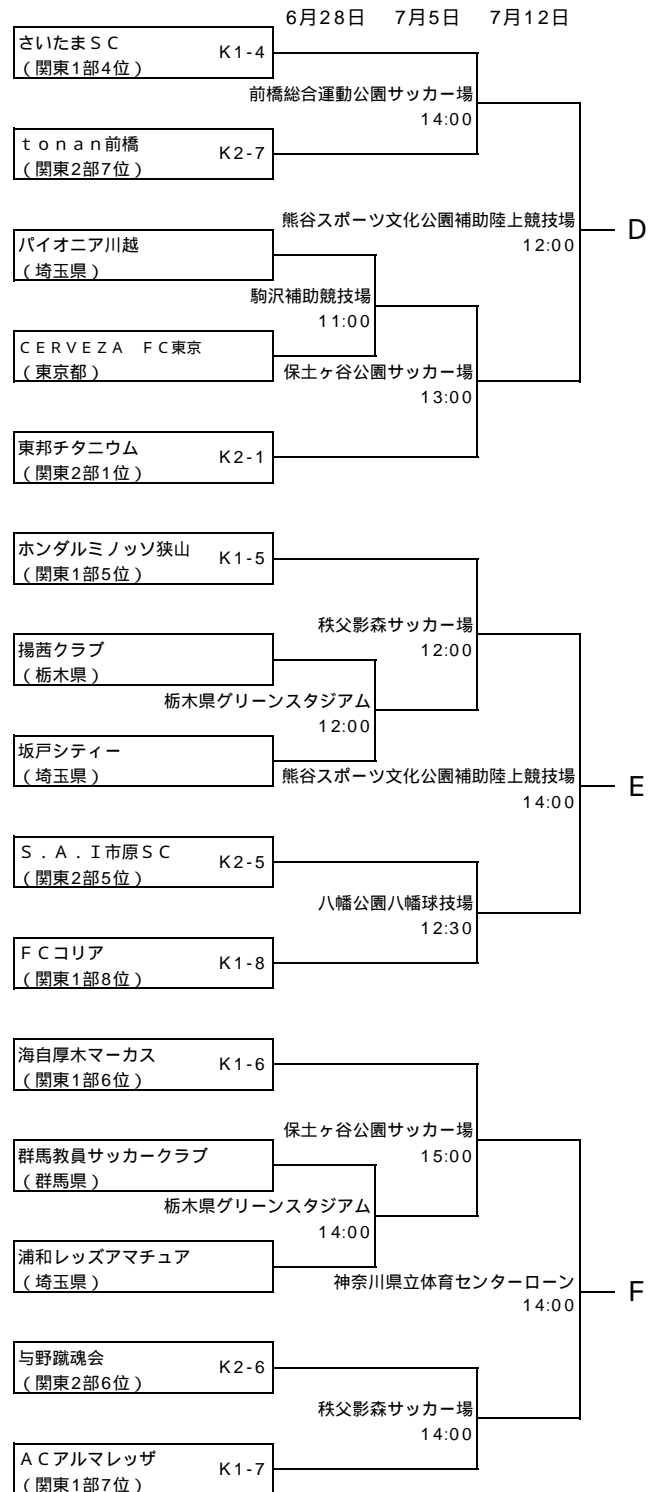 6月28日 7月5日 7月12日
さいたまＳＣ K1-4
（関東1部4位）
前橋総合運動公園サッカー場
14:00
ｔｏｎａｎ前橋 K2-7
（関東2部7位）
熊谷スポーツ文化公園補助陸上競技場
12:00
D
パイオニア川越
（埼玉県）
駒沢補助競技場
11:00
ＣＥＲＶＥＺＡ　ＦＣ東京
（東京都）
保土ヶ谷公園サッカー場
13:00
東邦チタニウム K2-1
（関東2部1位）
ホンダルミノッソ狭山 K1-5
（関東1部5位）
秩父影森サッカー場
12:00
揚茜クラブ
（栃木県）
栃木県グリーンスタジアム
12:00
坂戸シティー
（埼玉県）
熊谷スポーツ文化公園補助陸上競技場
14:00
E
Ｓ．Ａ．Ｉ市原ＳＣ K2-5
（関東2部5位）
八幡公園八幡球技場
12:30
ＦＣコリア K1-8
（関東1部8位）
海自厚木マーカス K1-6
（関東1部6位）
保土ヶ谷公園サッカー場
15:00
群馬教員サッカークラブ
（群馬県）
栃木県グリーンスタジアム
14:00
浦和レッズアマチュア
（埼玉県）
神奈川県立体育センターローン
14:00
F
与野蹴魂会 K2-6
（関東2部6位）
秩父影森サッカー場
14:00
ＡＣアルマレッザ K1-7
（関東1部7位）